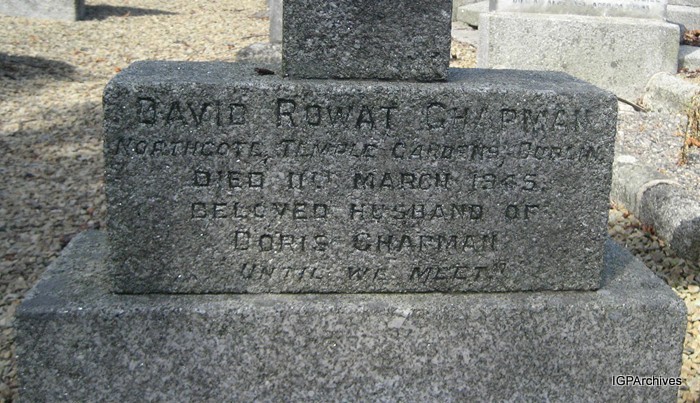 DAVID ROWAT CHAPMAN
NORTHCOTE, TEMPLE GARDENS, DUBLIN.
DIED 11TH MARCH 1945.
BELOVED HUSBAND OF
DORIS CHAPMAN
"UNTIL WE MEET"
IGPArchives